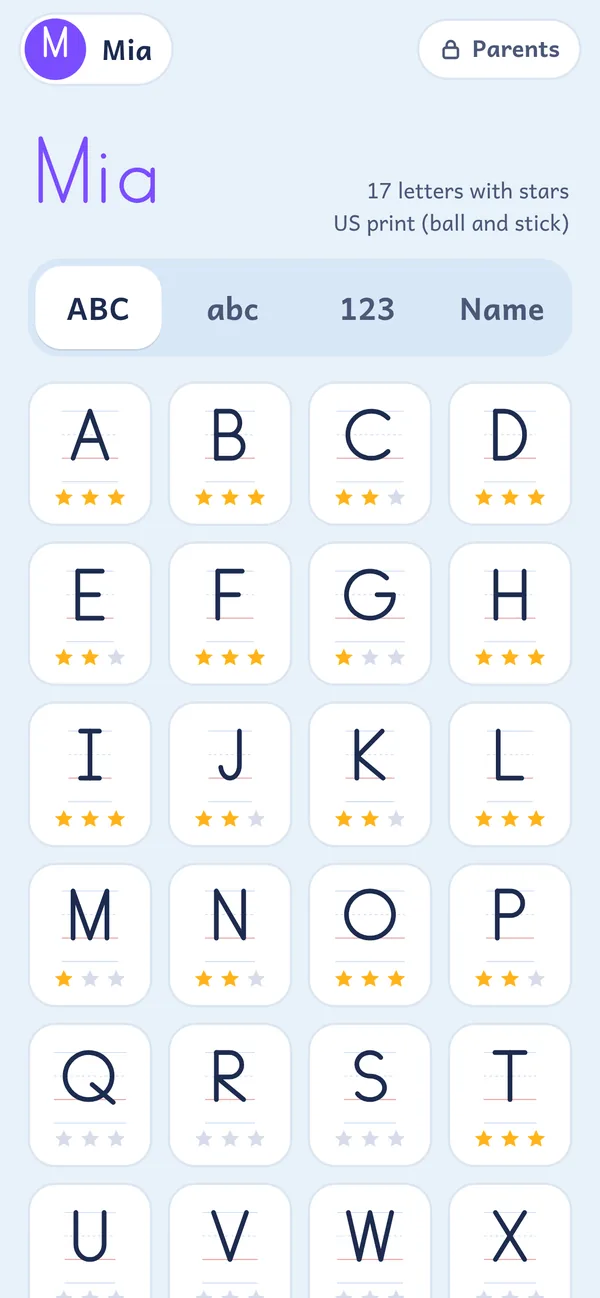 M Mia
Parents
Mia
17 letters with stars
US print (ball and stick)
ABC abc 123 Name
A B C D
E F G H
I J K L
M N O P
Q R S T
U V W X